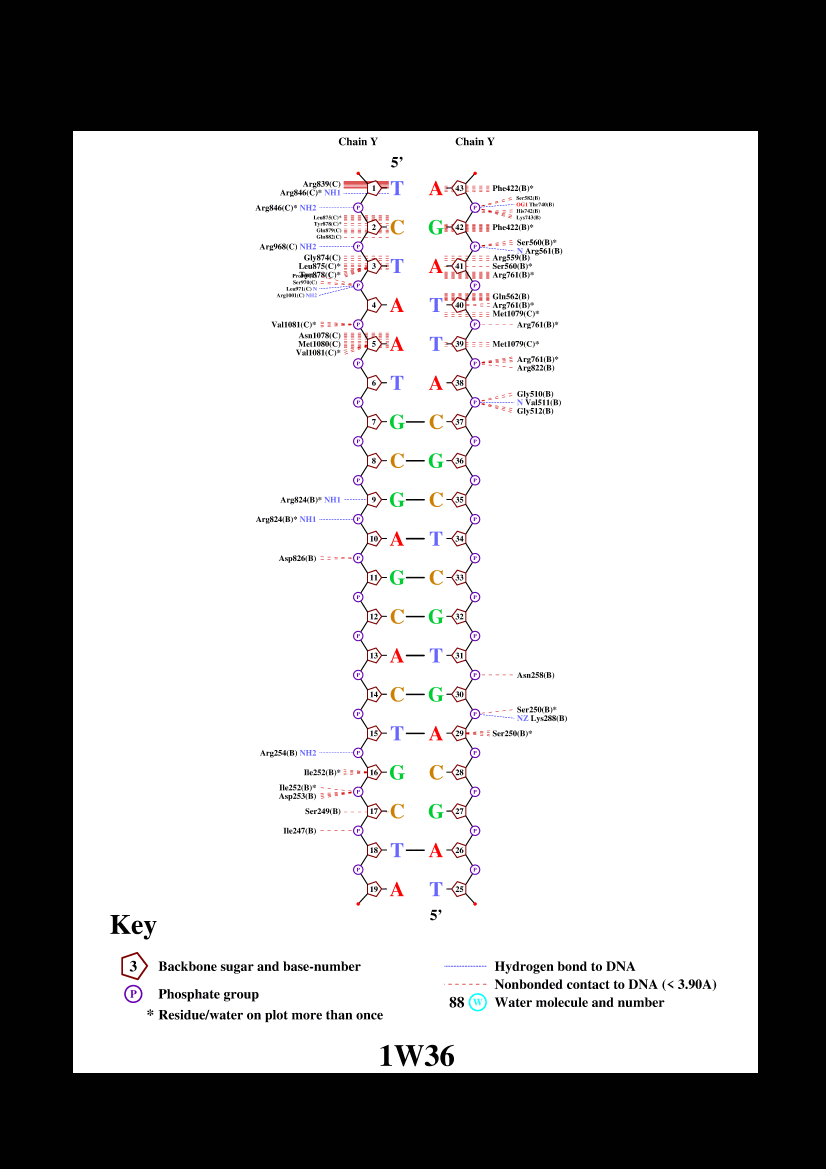 Chain Y Chain Y
5'
Arg839(C) 1 T A 43 Phe422(B)*
Arg846(C)* NH1
Ser582(B)
Arg846(C)* NH2 P P OG1 Thr740(B)
Ile742(B)
Lys743(B)
Leu875(C)*
Tyr878(C)*
2 C G 42 Phe422(B)*
Glu879(C)
Glu882(C)
Ser560(B)*
Arg968(C) NH2 P P
N Arg561(B)
Gly874(C) Arg559(B)
Leu875(C)* 3 T A 41 Ser560(B)*
Tyr878(C)* Arg761(B)*
Ser970(C)
P P
Leu971(C) N
Arg1001(C) NH2
Gln562(B)
4 A T 40 Arg761(B)*
Met1079(C)*
Val1081(C)* P P Arg761(B)*
Asn1078(C)
Met1080(C) 5 A T 39 Met1079(C)*
Val1081(C)*
Arg761(B)*
P P
Arg822(B)
6 T A 38
Gly510(B)
P P N Val511(B)
Gly512(B)
7 G C 37
P P
8 C G 36
P P
Arg824(B)* NH1 9 G C 35
Arg824(B)* NH1 P P
10 A T 34
Asp826(B) P P
11 G C 33
P P
12 C G 32
P P
13 A T 31
P P Asn258(B)
14 C G 30
Ser250(B)*
P P
NZ Lys288(B)
15 T A 29 Ser250(B)*
Arg254(B) NH2 P P
Ile252(B)* 16 G C 28
Ile252(B)*
P P
Asp253(B)
Ser249(B) 17 C G 27
Ile247(B) P P
18 T A 26
P P
19 A T 25
5'
Key
3 Backbone sugar and base-number
P Phosphate group
* Residue/water on plot more than once
Hydrogen bond to DNA
Nonbonded contact to DNA (< 3.90A)
88 W Water molecule and number
1W36